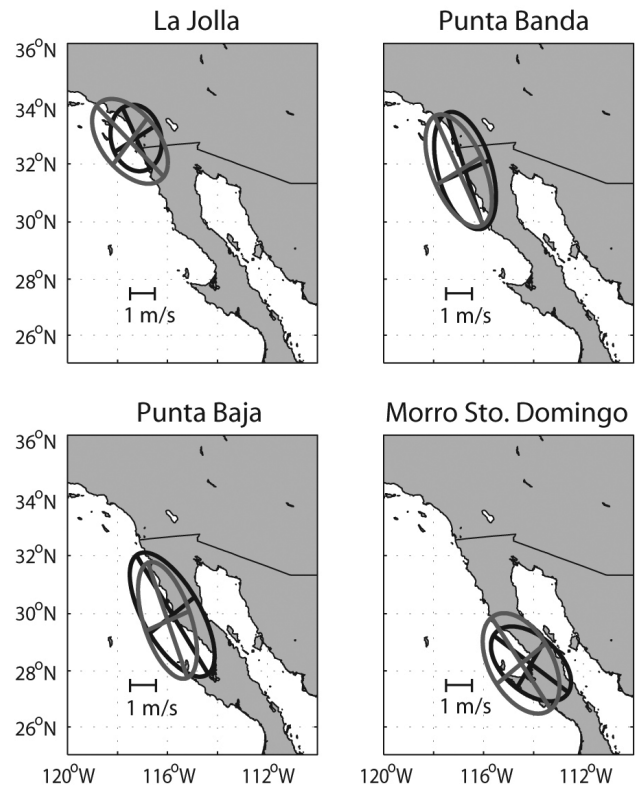 La Jolla
Punta Banda
36°N
34°N
32°N
30°N
28°N
26°N
1 m/s
1 m/s
Punta Baja
Morro Sto. Domingo
36°N
34°N
32°N
30°N
28°N
26°N
1 m/s
1 m/s
120°W 116°W 112°W
120°W 116°W 112°W